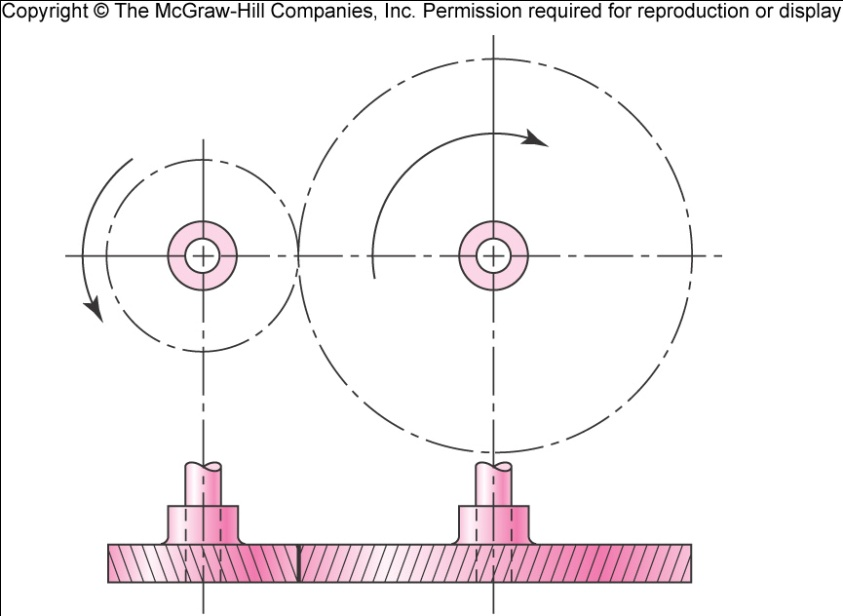 Copyright © The McGraw-Hill Companies, Inc. Permission required for reproduction or display